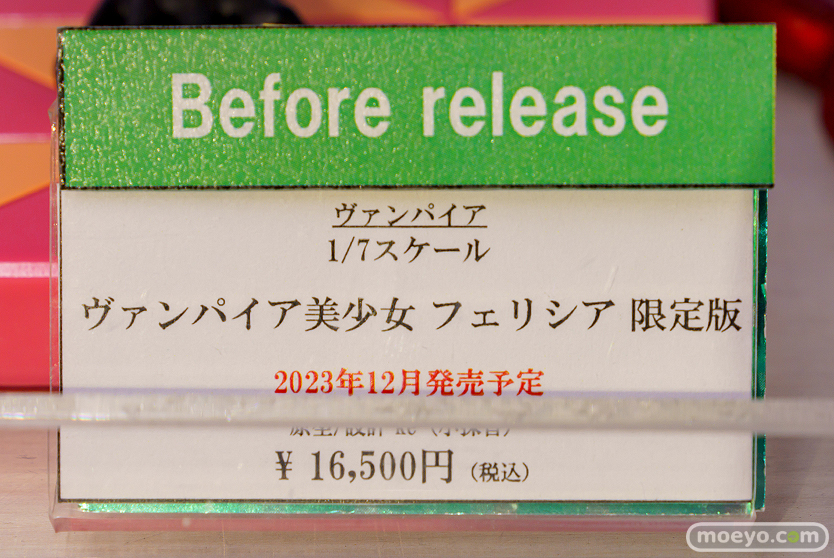 Before release
ヴァンパイア
1/7スケール
ヴァンパイア美少女 フェリシア 限定版
2023年12月発売予定
¥ 16,500円 (税込)
moeyo.com